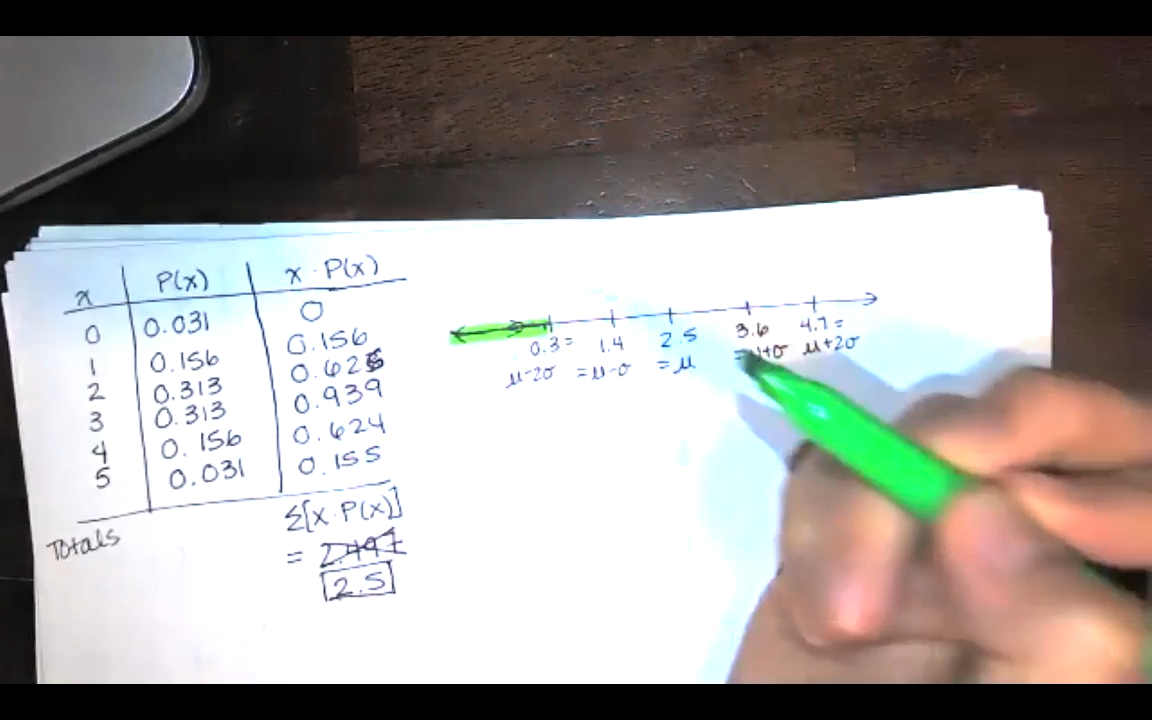 x P(x) x · P(x)
0 0.031 0
1 0.156 0.156
2 0.313 0.626
3 0.313 0.939
4 0.156 0.624
5 0.031 0.155
Totals
Σ[x·P(x)]
= 2.497
2.5
0.3= 1.4 2.5 3.6 4.7=
μ-2σ =μ-σ =μ =μ+σ μ+2σ